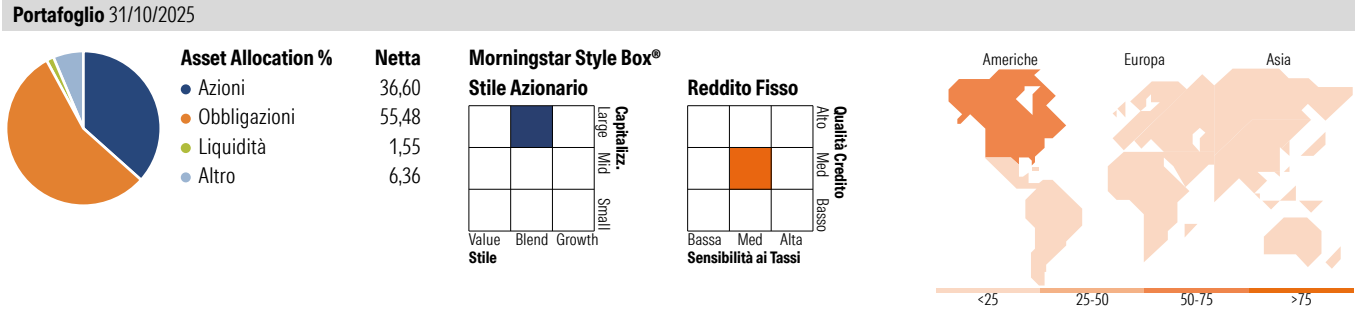 Portafoglio 31/10/2025
Asset Allocation % Netta
Azioni 36,60
Obbligazioni 55,48
Liquidità 1,55
Altro 6,36
Morningstar Style Box®
Stile Azionario
Large
Mid
Small
Capitalizz.
Value Blend Growth
Stile
Reddito Fisso
Alto
Med
Basso
Qualità Credito
Bassa Med Alta
Sensibilità ai Tassi
Americhe Europa Asia
<25 25-50 50-75 >75